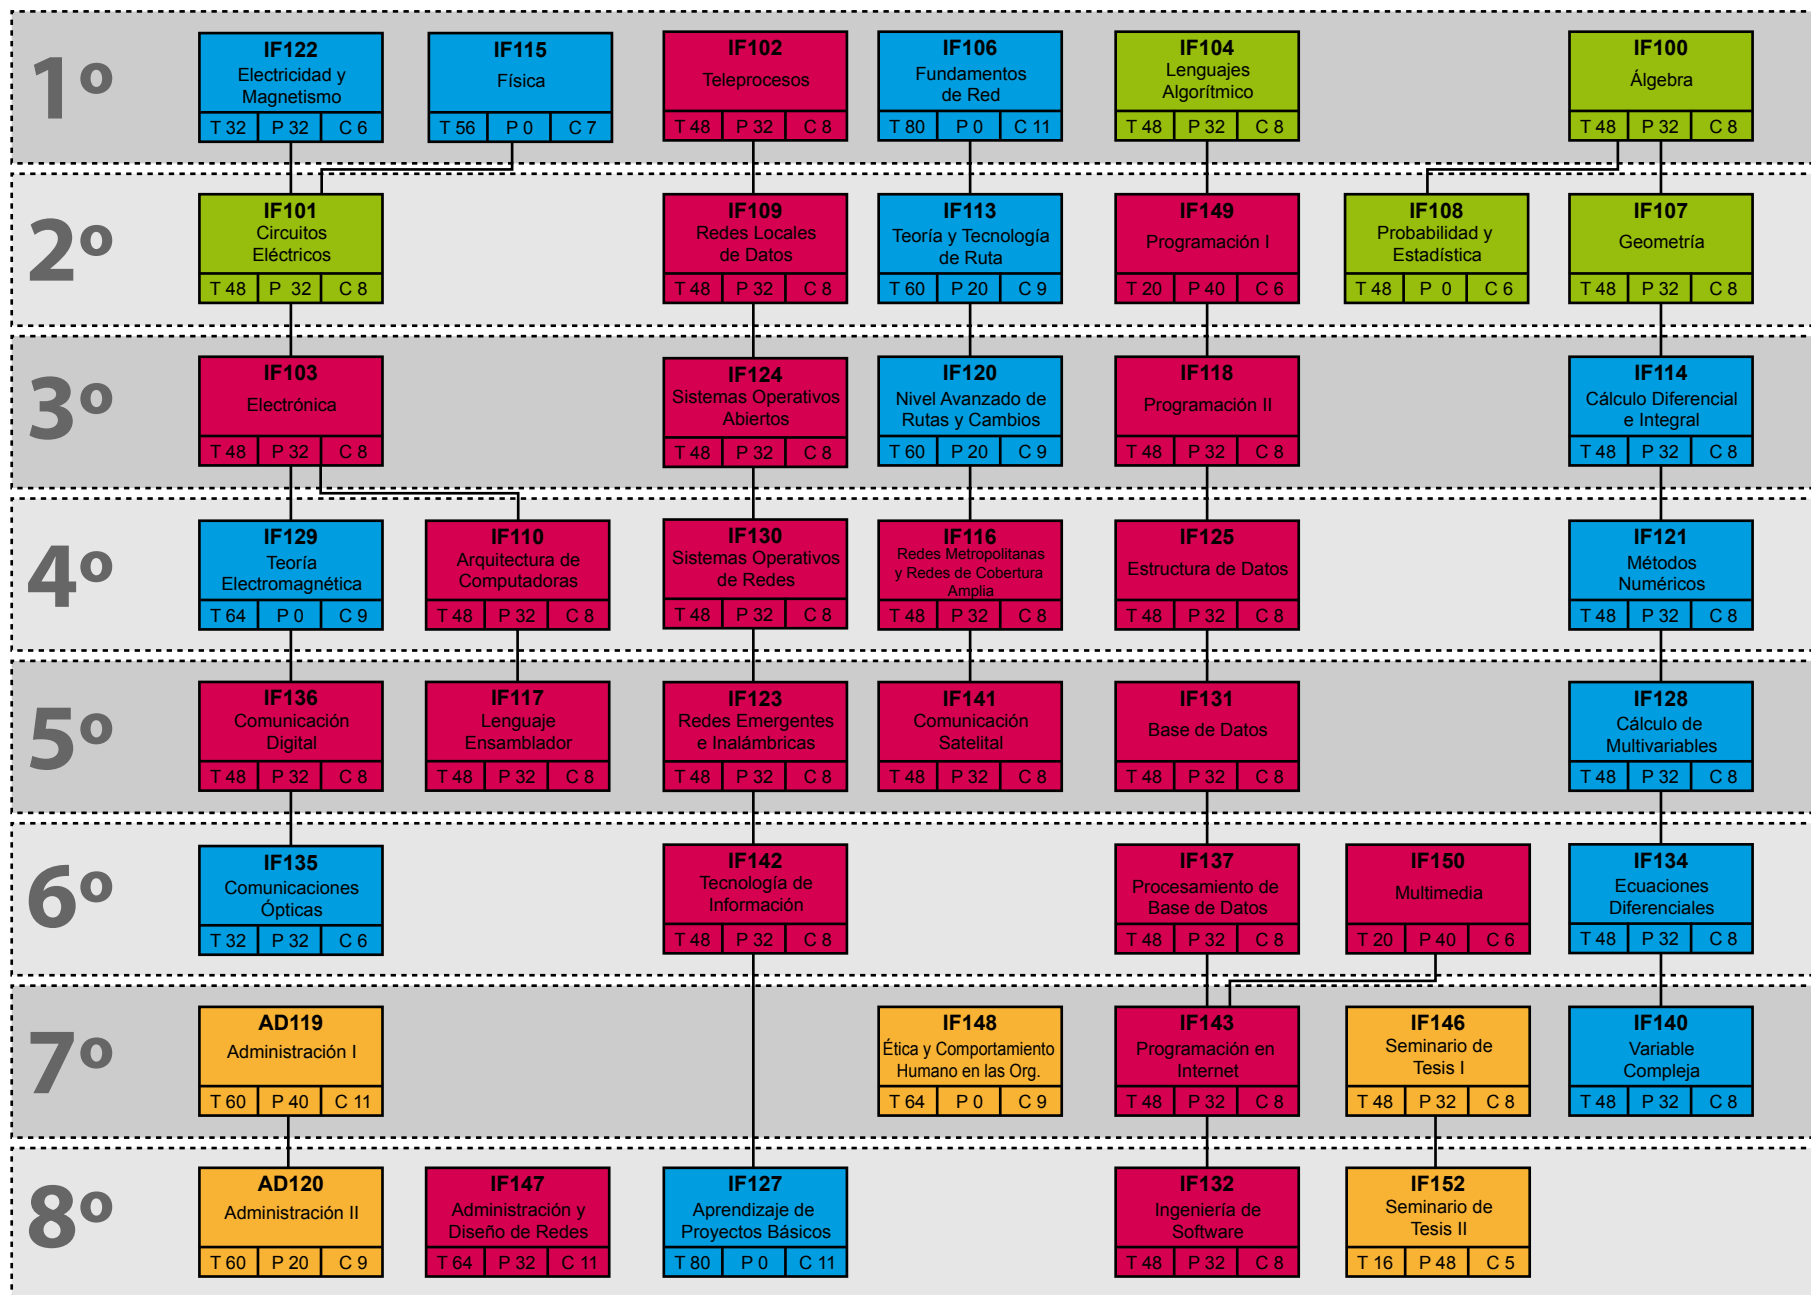 1º
IF122
Electricidad y
Magnetismo
T 32 P 32 C 6
IF115
Física
T 56 P 0 C 7
IF102
Teleprocesos
T 48 P 32 C 8
IF106
Fundamentos
de Red
T 80 P 0 C 11
IF104
Lenguajes
Algorítmico
T 48 P 32 C 8
IF100
Álgebra
T 48 P 32 C 8
2º
IF101
Circuitos
Eléctricos
T 48 P 32 C 8
IF109
Redes Locales
de Datos
T 48 P 32 C 8
IF113
Teoría y Tecnología
de Ruta
T 60 P 20 C 9
IF149
Programación I
T 20 P 40 C 6
IF108
Probabilidad y
Estadística
T 48 P 0 C 6
IF107
Geometría
T 48 P 32 C 8
3º
IF103
Electrónica
T 48 P 32 C 8
IF124
Sistemas Operativos
Abiertos
T 48 P 32 C 8
IF120
Nivel Avanzado de
Rutas y Cambios
T 60 P 20 C 9
IF118
Programación II
T 48 P 32 C 8
IF114
Cálculo Diferencial
e Integral
T 48 P 32 C 8
4º
IF129
Teoría
Electromagnética
T 64 P 0 C 9
IF110
Arquitectura de
Computadoras
T 48 P 32 C 8
IF130
Sistemas Operativos
de Redes
T 48 P 32 C 8
IF116
Redes Metropolitanas
y Redes de Cobertura
Amplia
T 48 P 32 C 8
IF125
Estructura de Datos
T 48 P 32 C 8
IF121
Métodos
Numéricos
T 48 P 32 C 8
5º
IF136
Comunicación
Digital
T 48 P 32 C 8
IF117
Lenguaje
Ensamblador
T 48 P 32 C 8
IF123
Redes Emergentes
e Inalámbricas
T 48 P 32 C 8
IF141
Comunicación
Satelital
T 48 P 32 C 8
IF131
Base de Datos
T 48 P 32 C 8
IF128
Cálculo de
Multivariables
T 48 P 32 C 8
6º
IF135
Comunicaciones
Ópticas
T 32 P 32 C 6
IF142
Tecnología de
Información
T 48 P 32 C 8
IF137
Procesamiento de
Base de Datos
T 48 P 32 C 8
IF150
Multimedia
T 20 P 40 C 6
IF134
Ecuaciones
Diferenciales
T 48 P 32 C 8
7º
AD119
Administración I
T 60 P 40 C 11
IF148
Ética y Comportamiento
Humano en las Org.
T 64 P 0 C 9
IF143
Programación en
Internet
T 48 P 32 C 8
IF146
Seminario de
Tesis I
T 48 P 32 C 8
IF140
Variable
Compleja
T 48 P 32 C 8
8º
AD120
Administración II
T 60 P 20 C 9
IF147
Administración y
Diseño de Redes
T 64 P 32 C 11
IF127
Aprendizaje de
Proyectos Básicos
T 80 P 0 C 11
IF132
Ingeniería de
Software
T 48 P 32 C 8
IF152
Seminario de
Tesis II
T 16 P 48 C 5